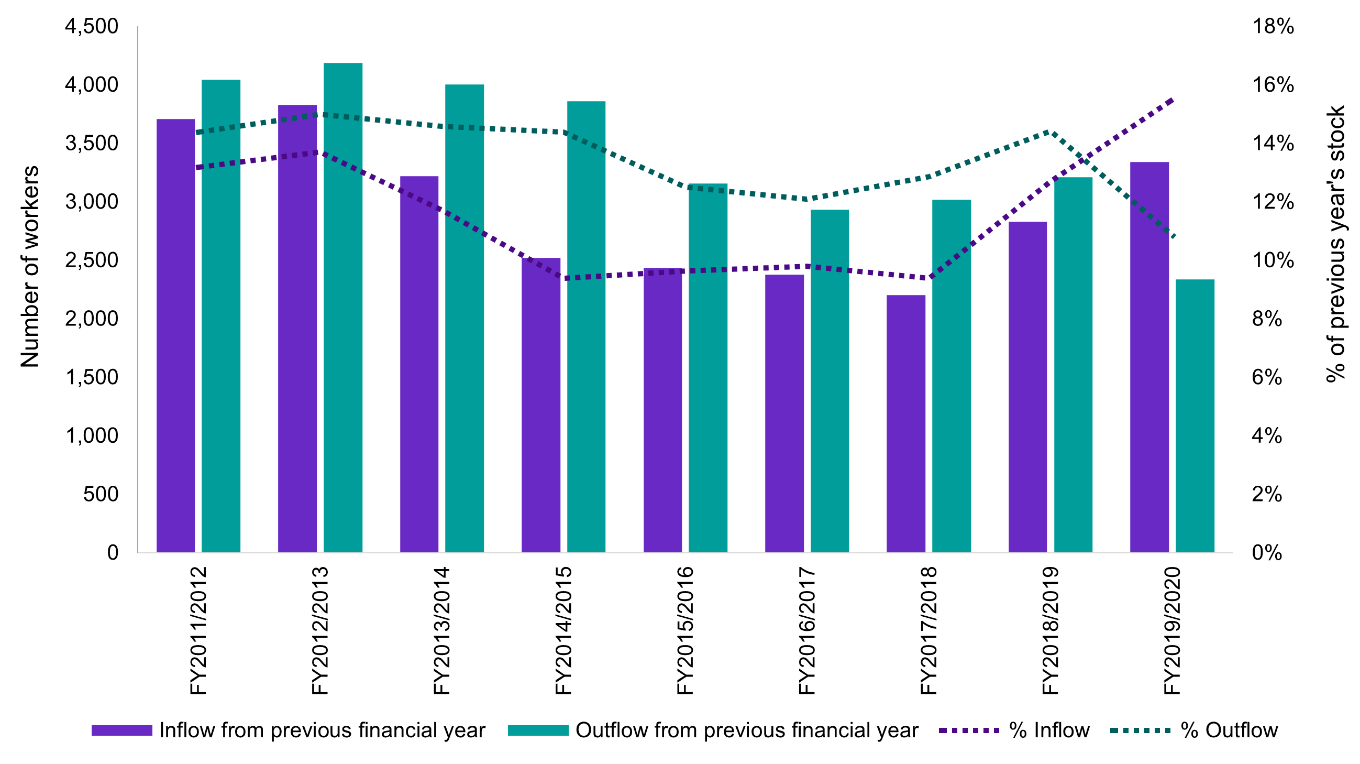 4,500
4,000
3,500
3,000
2,500
2,000
1,500
1,000
500
0
Number of workers
18%
16%
14%
12%
10%
8%
6%
4%
2%
0%
% of previous year's stock
FY2011/2012
FY2012/2013
FY2013/2014
FY2014/2015
FY2015/2016
FY2016/2017
FY2017/2018
FY2018/2019
FY2019/2020
Inflow from previous financial year Outflow from previous financial year % Inflow % Outflow